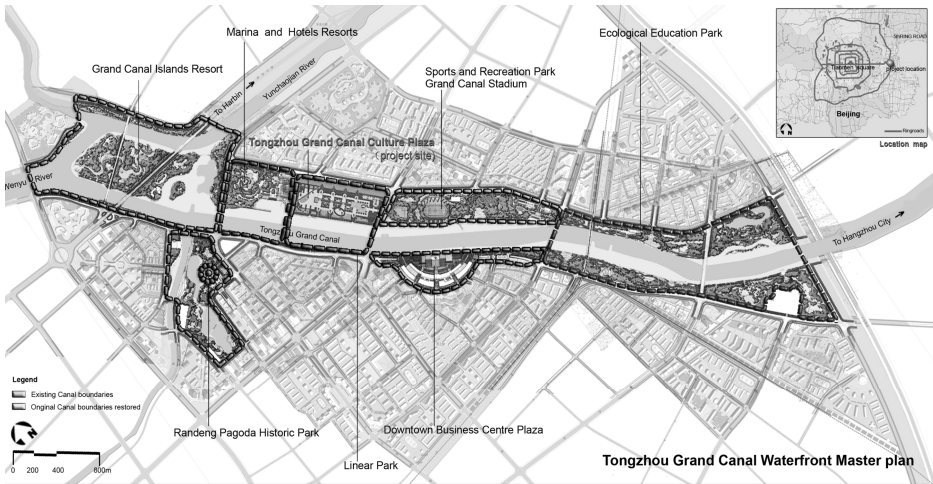 Marina and Hotels Resorts
Ecological Education Park
Grand Canal Islands Resort
Sports and Recreation Park
Grand Canal Stadium
To Harbin
Yunchaojian River
Tongzhou Grand Canal Culture Plaza
(project site)
Wenyu River
Tongzhou Grand Canal
To Hangzhou City
Tianmen square
project location
Beijing
Ringroads
Location map
Legend
Existing Canal boundaries
Original Canal boundaries restored
0 200 400 800m
Randeng Pagoda Historic Park
Downtown Business Centre Plaza
Linear Park
Tongzhou Grand Canal Waterfront Master plan